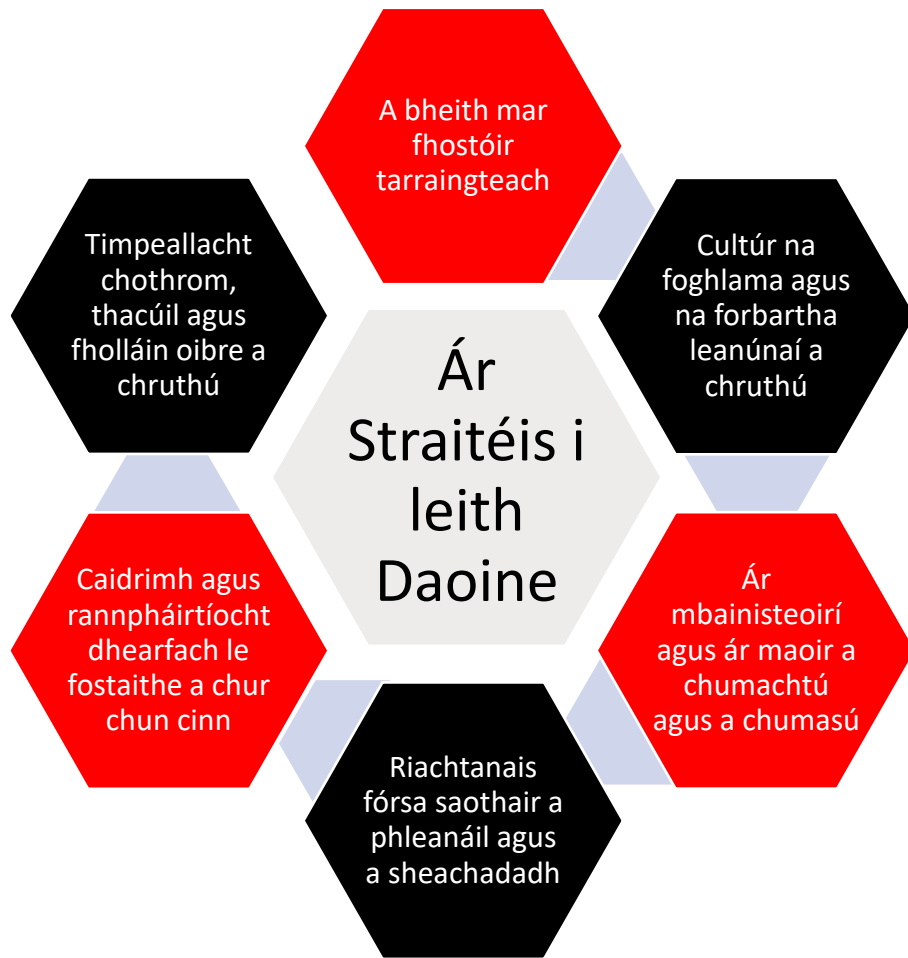 A bheith mar
fhostóir
tarraingteach
Cultúr na
foghlama agus
na forbartha
leanúnaí a
chruthú
Ár
mbainisteoirí
agus ár maoir a
chumachtú
agus a chumasú
Riachtanais
fórsa saothair a
phleanáil agus
a sheachadadh
Caidrimh agus
rannpháirtíocht
dhearfach le
fostaithe a chur
chun cinn
Timpeallacht
chothrom,
thacúil agus
fholláin oibre a
chruthú
Ár
Straitéis i
leith
Daoine